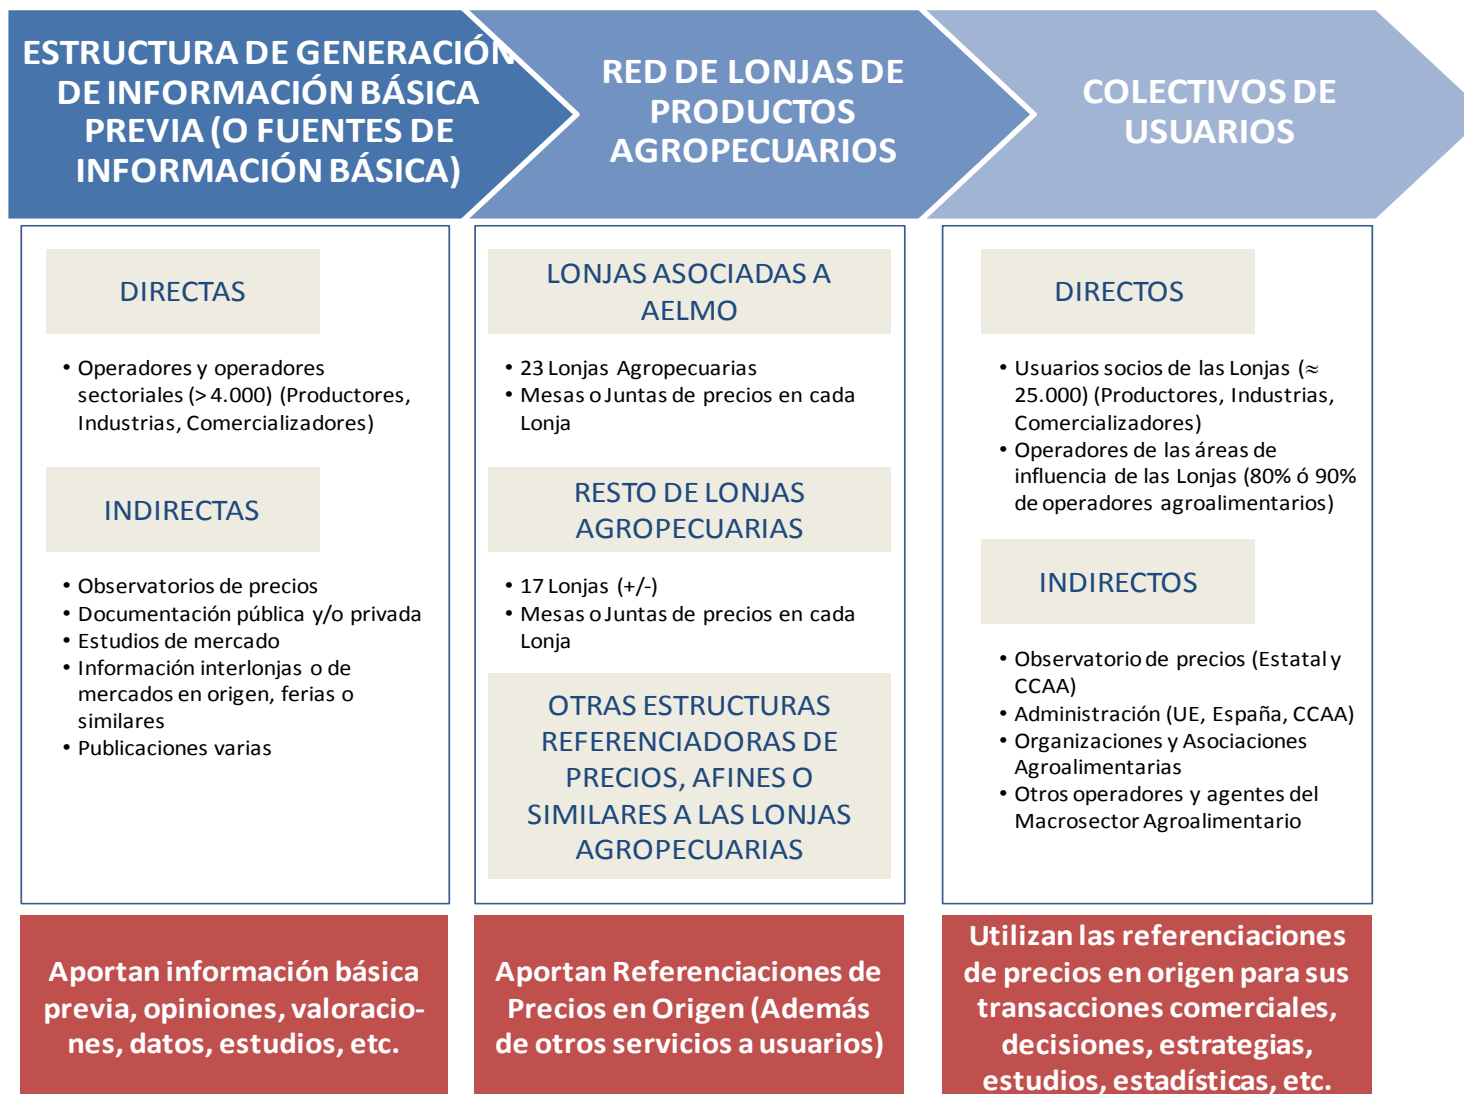 ESTRUCTURA DE GENERACIÓN
DE INFORMACIÓN BÁSICA
PREVIA (O FUENTES DE
INFORMACIÓN BÁSICA)
RED DE LONJAS DE
PRODUCTOS
AGROPECUARIOS
COLECTIVOS DE
USUARIOS
DIRECTAS
• Operadores y operadores
sectoriales (> 4.000) (Productores,
Industrias, Comercializadores)
INDIRECTAS
• Observatorios de precios
• Documentación pública y/o privada
• Estudios de mercado
• Información interlonjas o de
mercados en origen, ferias o
similares
• Publicaciones varias
Aportan información básica
previa, opiniones, valoracio-
nes, datos, estudios, etc.
LONJAS ASOCIADAS A
AELMO
• 23 Lonjas Agropecuarias
• Mesas o Juntas de precios en cada
Lonja
RESTO DE LONJAS
AGROPECUARIAS
• 17 Lonjas (+/-)
• Mesas o Juntas de precios en cada
Lonja
OTRAS ESTRUCTURAS
REFERENCIADORAS DE
PRECIOS, AFINES O
SIMILARES A LAS LONJAS
AGROPECUARIAS
Aportan Referenciaciones de
Precios en Origen (Además
de otros servicios a usuarios)
DIRECTOS
• Usuarios socios de las Lonjas (≈
25.000) (Productores, Industrias,
Comercializadores)
• Operadores de las áreas de
influencia de las Lonjas (80% ó 90%
de operadores agroalimentarios)
INDIRECTOS
• Observatorio de precios (Estatal y
CCAA)
• Administración (UE, España, CCAA)
• Organizaciones y Asociaciones
Agroalimentarias
• Otros operadores y agentes del
Macrosector Agroalimentario
Utilizan las referenciaciones
de precios en origen para sus
transacciones comerciales,
decisiones, estrategias,
estudios, estadísticas, etc.